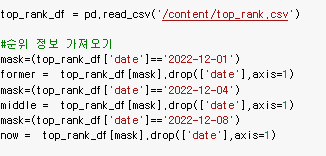 top_rank_df = pd.read_csv('/content/top_rank.csv')
#순위 정보 가져오기
mask=(top_rank_df['date']=='2022-12-01')
former =  top_rank_df[mask].drop(['date'],axis=1)
mask=(top_rank_df['date']=='2022-12-04')
middle =  top_rank_df[mask].drop(['date'],axis=1)
mask=(top_rank_df['date']=='2022-12-08')
now =  top_rank_df[mask].drop(['date'],axis=1)